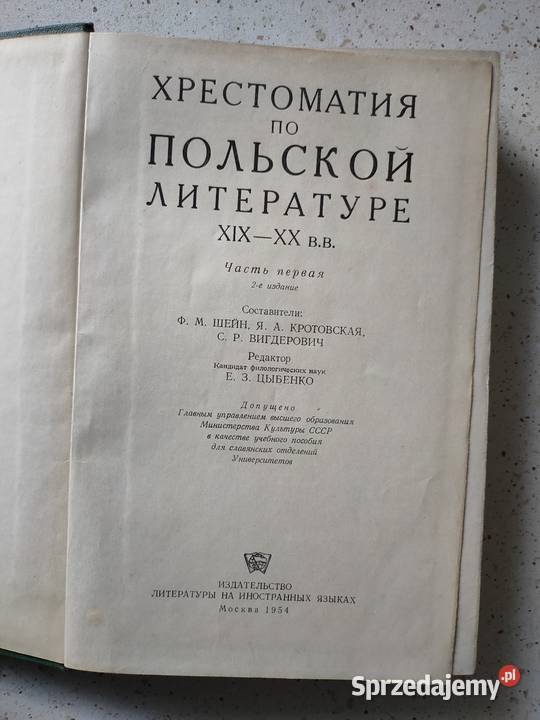 ХРЕСТОМАТИЯ
ПО
ПОЛЬСКОЙ
ЛИТЕРАТУРЕ
XIX—XX в.в.
Часть первая
2-е издание
Составители:
Ф. М. ШЕЙН, Я. А. КРОТОВСКАЯ,
С. Р. ВИГДЕРОВИЧ
Редактор
Кандидат филологических наук
Е. З. ЦЫБЕНКО
Допущено
Главным управлением высшего образования
Министерства Культуры СССР
в качестве учебного пособия
для славянских отделений
Университетов
ИЗДАТЕЛЬСТВО
ЛИТЕРАТУРЫ НА ИНОСТРАННЫХ ЯЗЫКАХ
Москва 1954
Sprzedajemy.pl